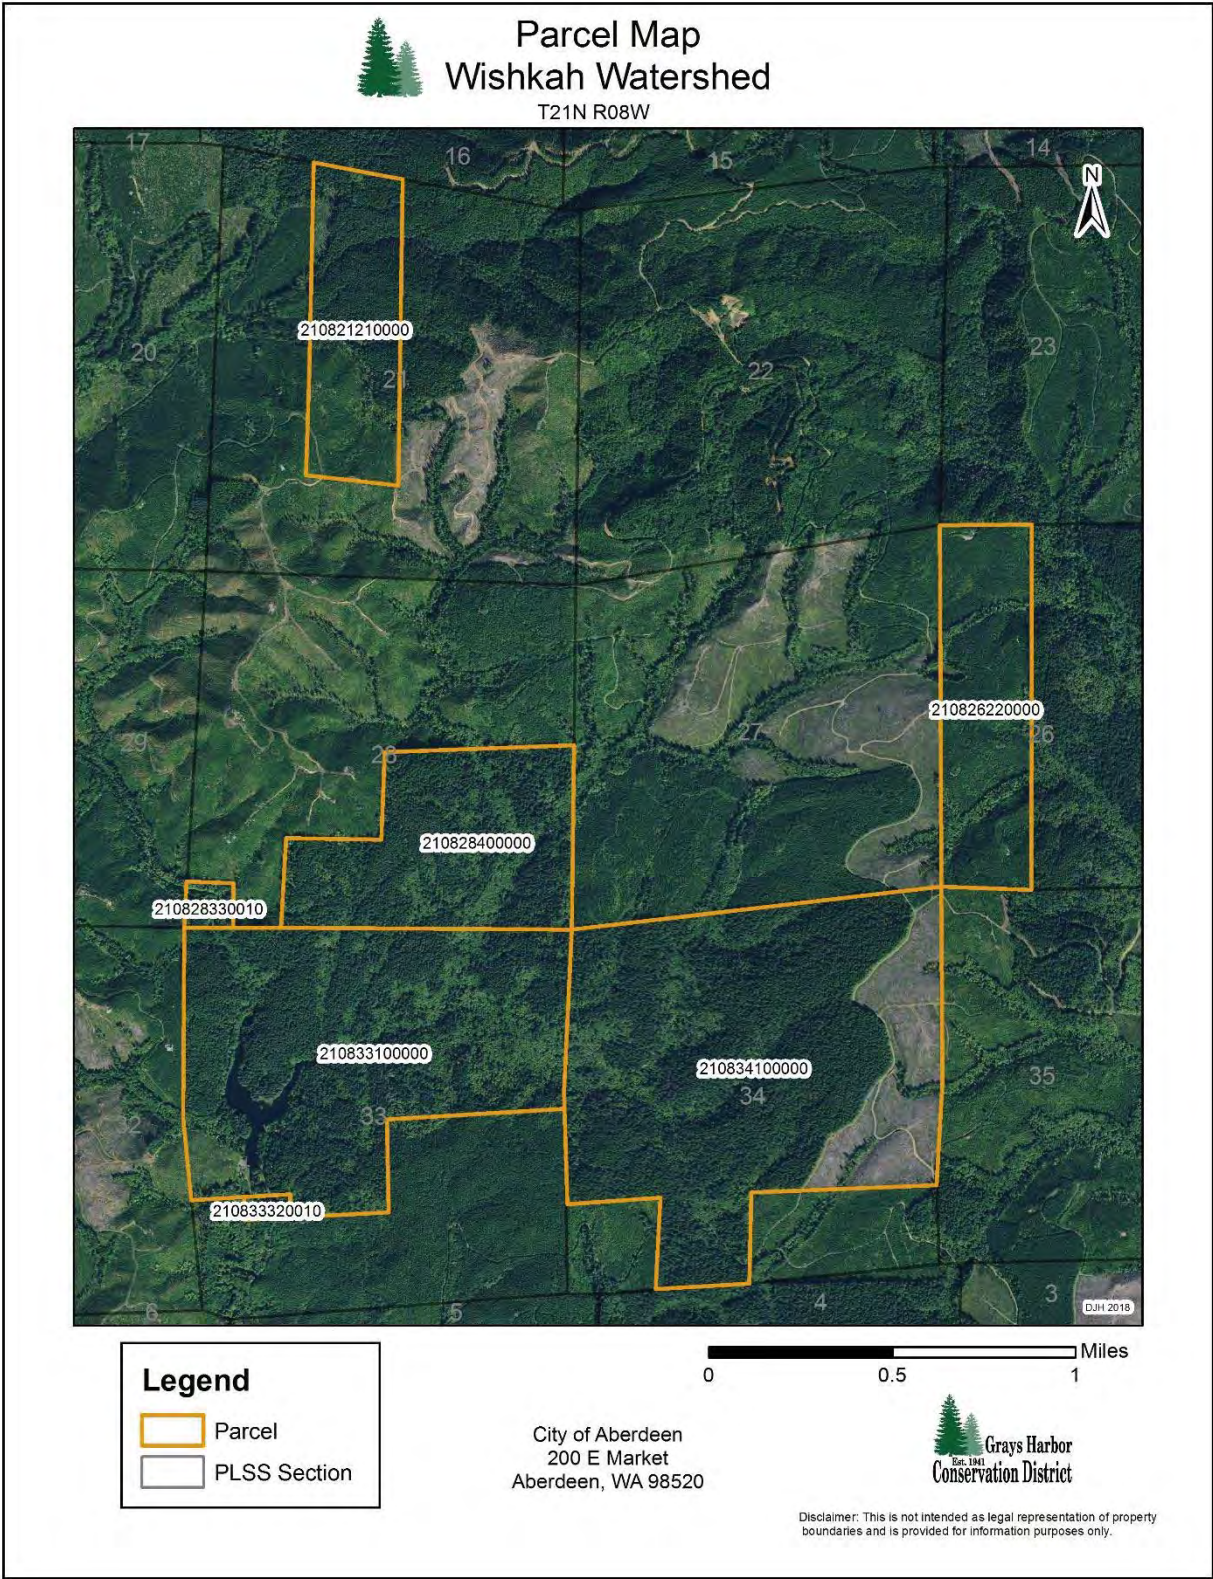 Parcel Map
Wishkah Watershed
T21N R08W
17
16
15
14
N
210821210000
20
21
22
23
210826220000
29
28
27
26
210828400000
210828330010
210833100000
210834100000
32
33
34
35
210833320010
6
5
4
3
DJH 2018
Legend
Parcel
PLSS Section
0
0.5
1
Miles
City of Aberdeen
200 E Market
Aberdeen, WA 98520
Grays Harbor
Est. 1941
Conservation District
Disclaimer: This is not intended as legal representation of property
boundaries and is provided for information purposes only.